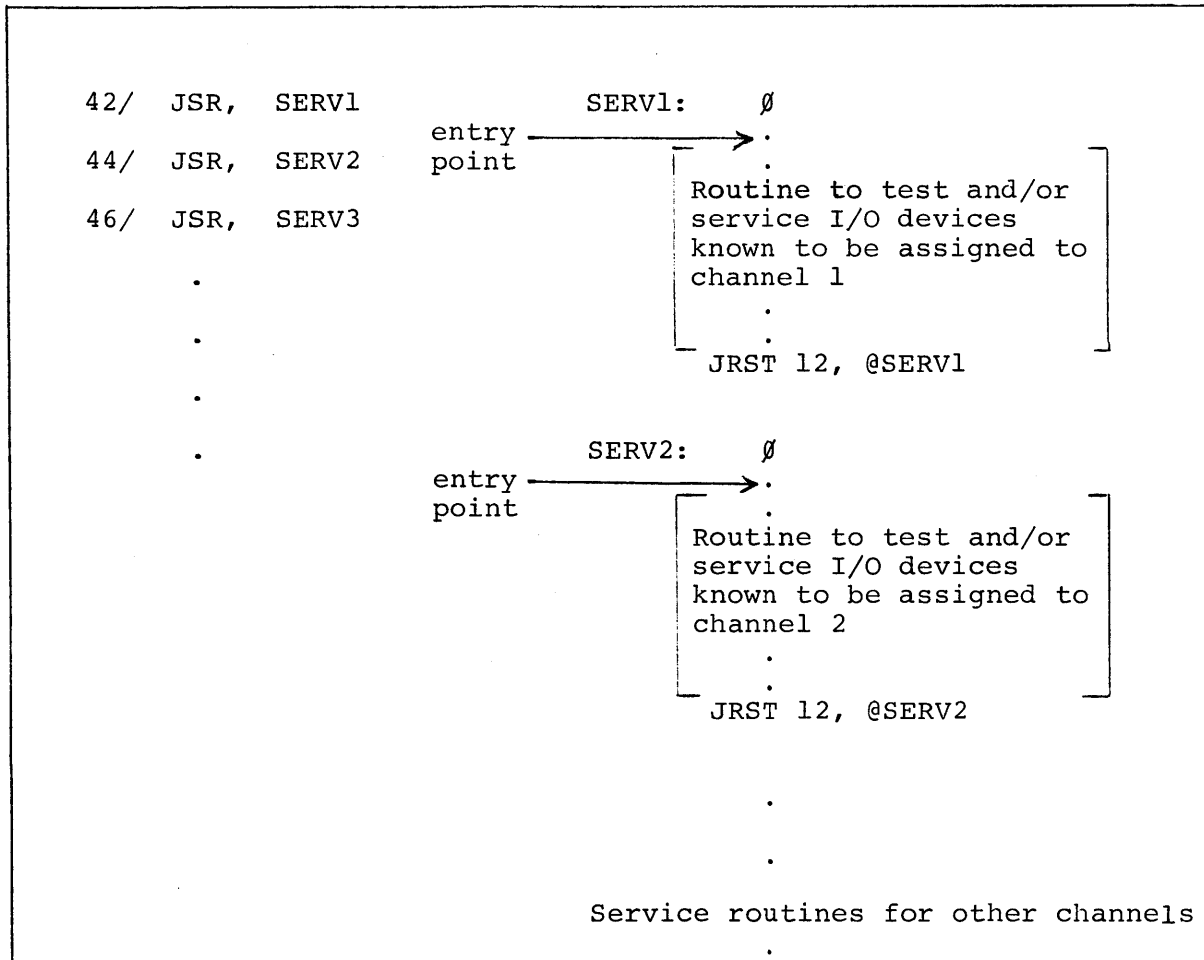 42/ JSR, SERV1
44/ JSR, SERV2
46/ JSR, SERV3
.
.
.
.
entry
point
SERV1: Ø
.
.
Routine to test and/or
service I/O devices
known to be assigned to
channel 1
.
.
JRST 12, @SERV1
entry
point
SERV2: Ø
.
.
Routine to test and/or
service I/O devices
known to be assigned to
channel 2
.
.
JRST 12, @SERV2
.
.
Service routines for other channels
.